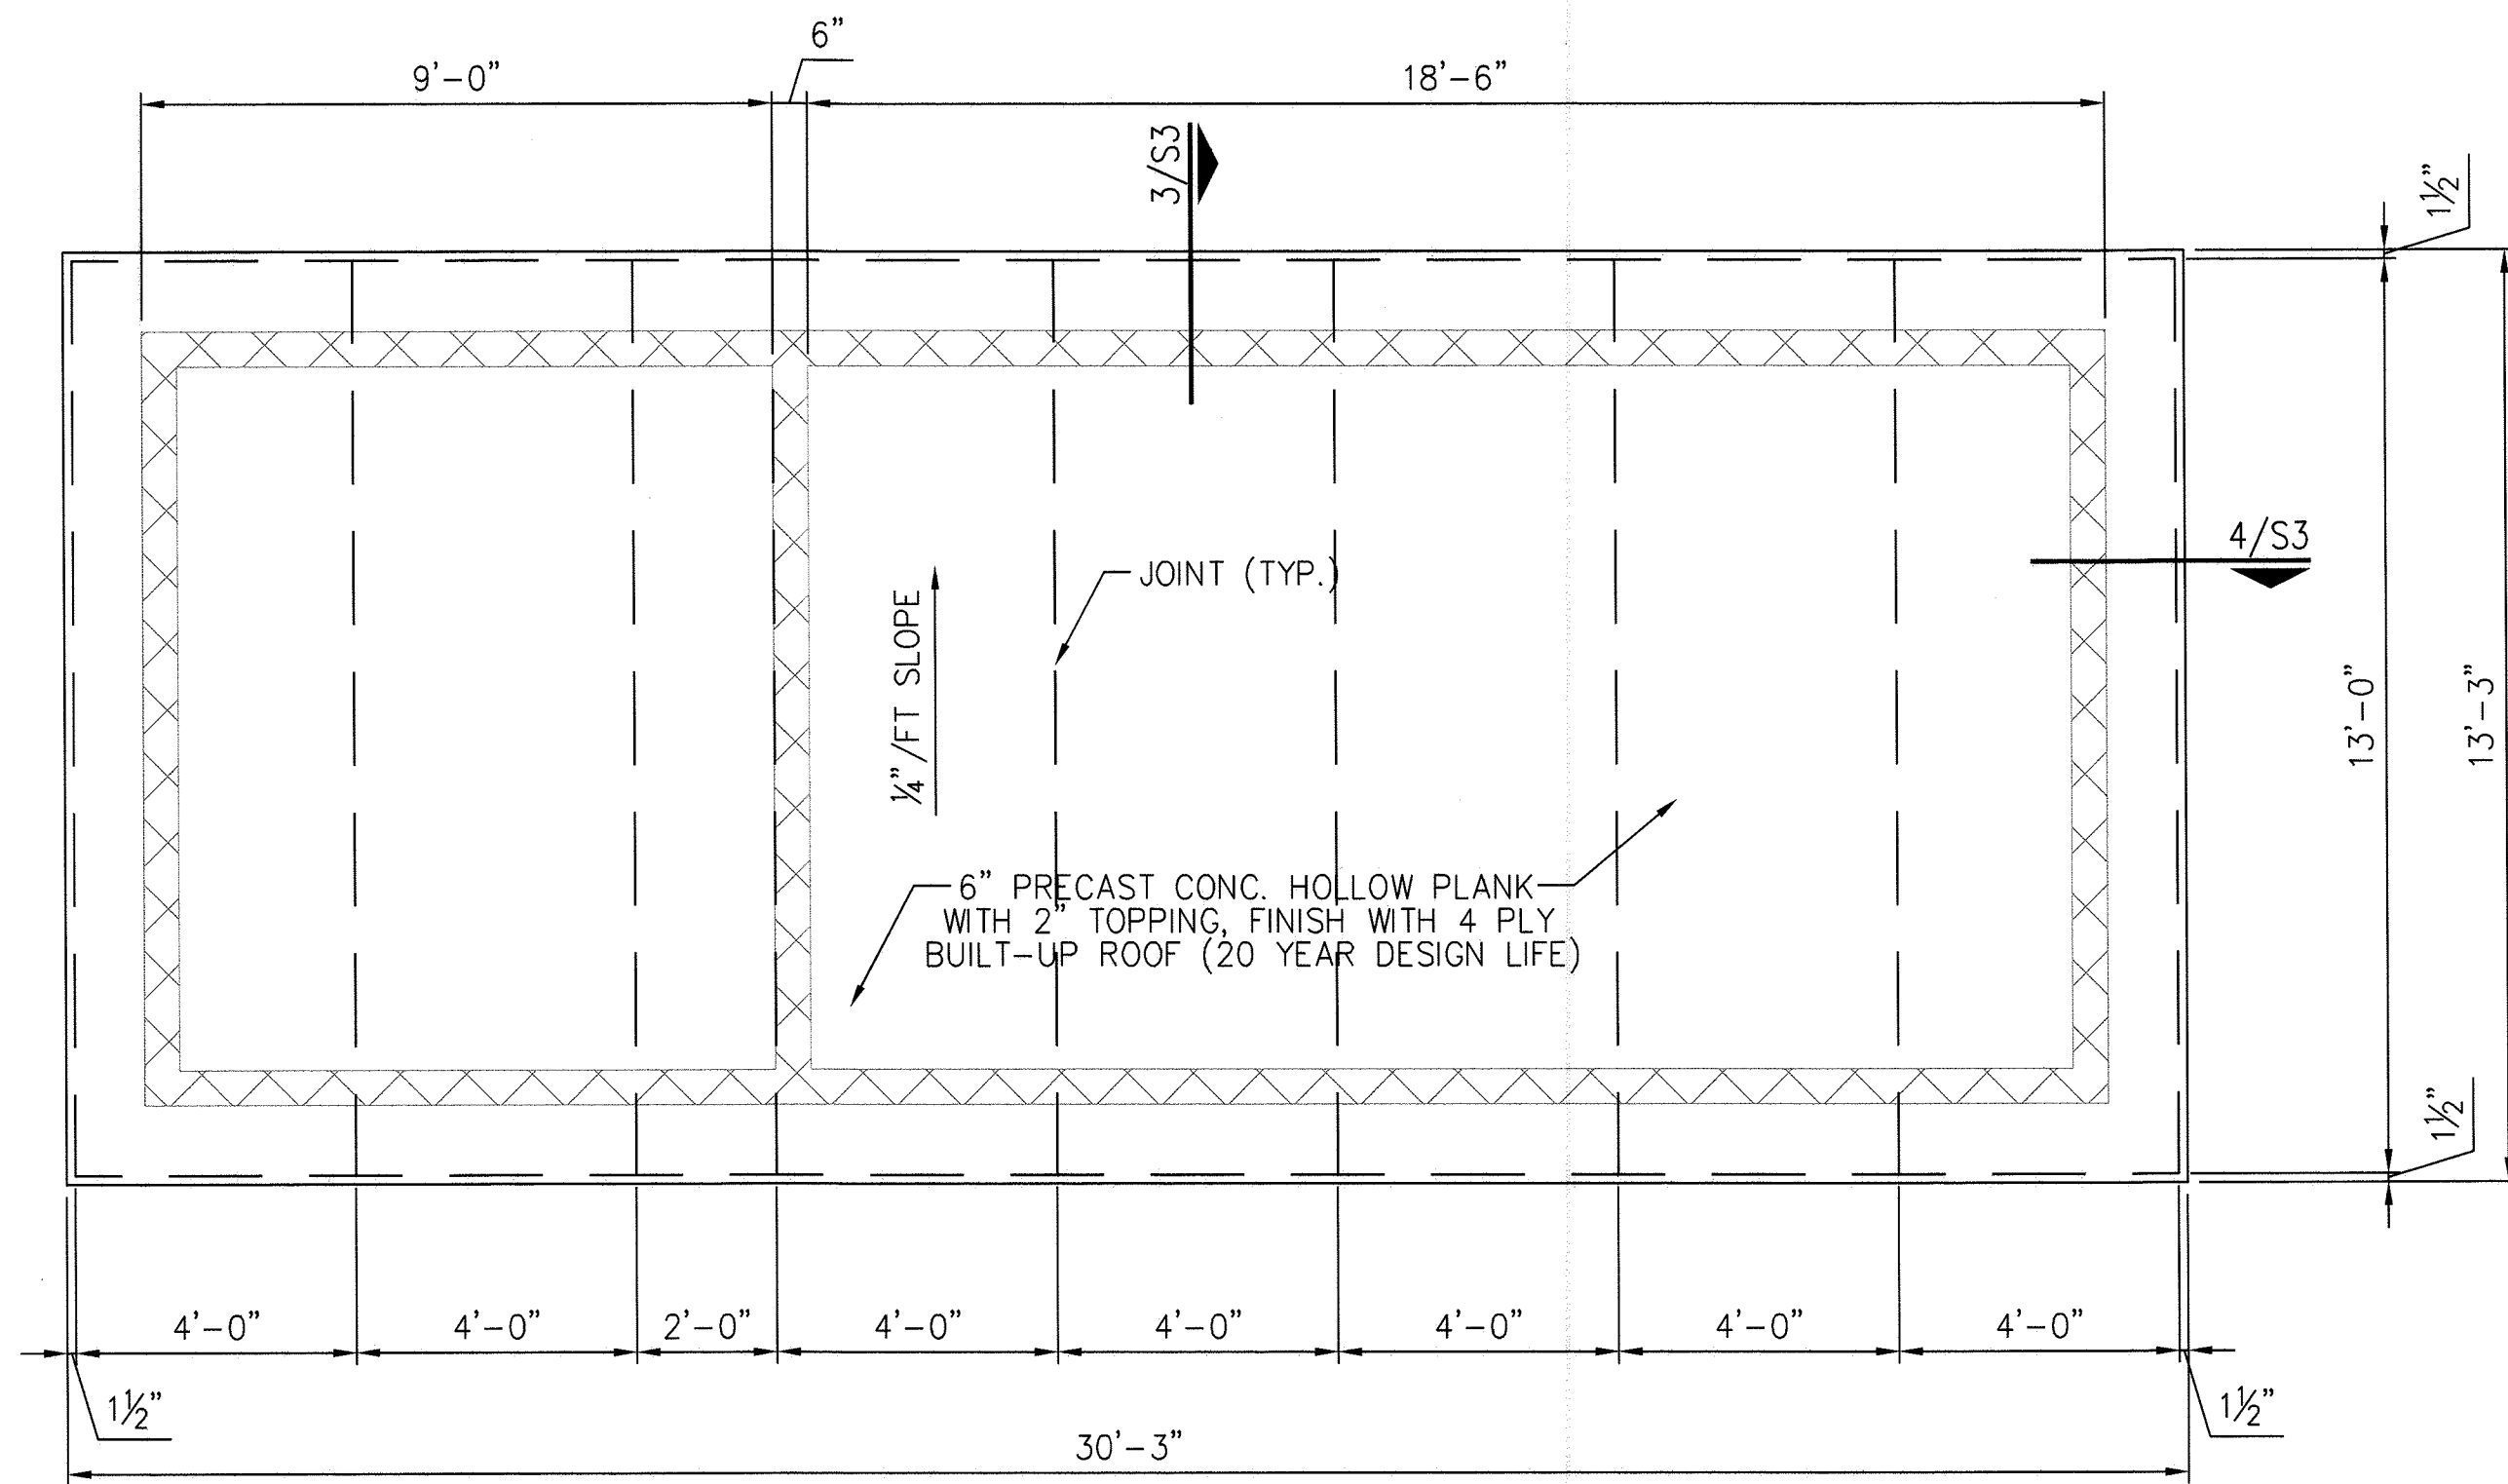 6"
9'-0"
18'-6"
3/S3
1½"
4/S3
JOINT (TYP.)
¼"/FT SLOPE
13'-0"
13'-3"
6" PRECAST CONC. HOLLOW PLANK
WITH 2" TOPPING, FINISH WITH 4 PLY
BUILT-UP ROOF (20 YEAR DESIGN LIFE)
1½"
4'-0"
4'-0"
2'-0"
4'-0"
4'-0"
4'-0"
4'-0"
4'-0"
1½"
1½"
30'-3"